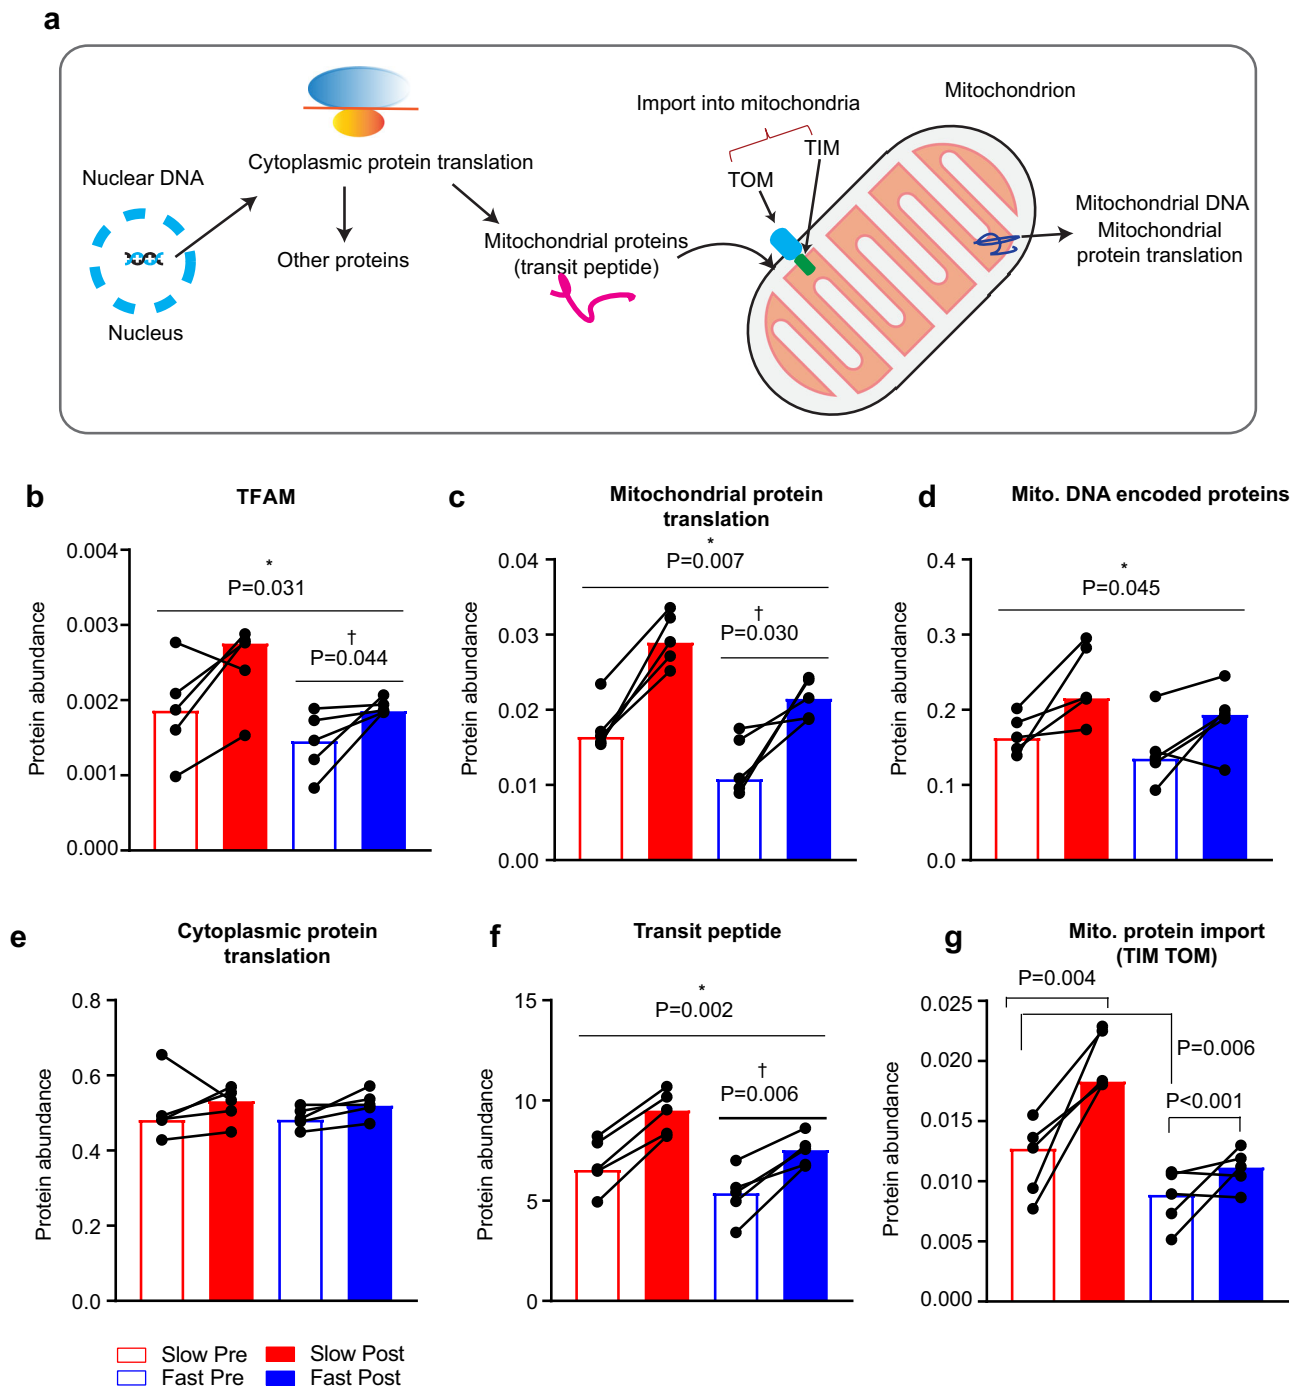 a
Import into mitochondria
Mitochondrion
TIM
TOM
Cytoplasmic protein translation
Nuclear DNA
Mitochondrial DNA
Mitochondrial
protein translation
Mitochondrial proteins
(transit peptide)
Other proteins
Nucleus
b
TFAM
Protein abundance
0.004
0.003
0.002
0.001
0.000
*
P=0.031
†
P=0.044
c
Mitochondrial protein
translation
Protein abundance
0.04
0.03
0.02
0.01
0.00
*
P=0.007
†
P=0.030
d
Mito. DNA encoded proteins
Protein abundance
0.4
0.3
0.2
0.1
0.0
*
P=0.045
e
Cytoplasmic protein
translation
Protein abundance
0.8
0.6
0.4
0.2
0.0
f
Transit peptide
Protein abundance
15
10
5
0
*
P=0.002
†
P=0.006
g
Mito. protein import
(TIM TOM)
Protein abundance
0.025
0.020
0.015
0.010
0.005
0.000
P=0.004
P=0.006
P<0.001
Slow Pre
Slow Post
Fast Pre
Fast Post